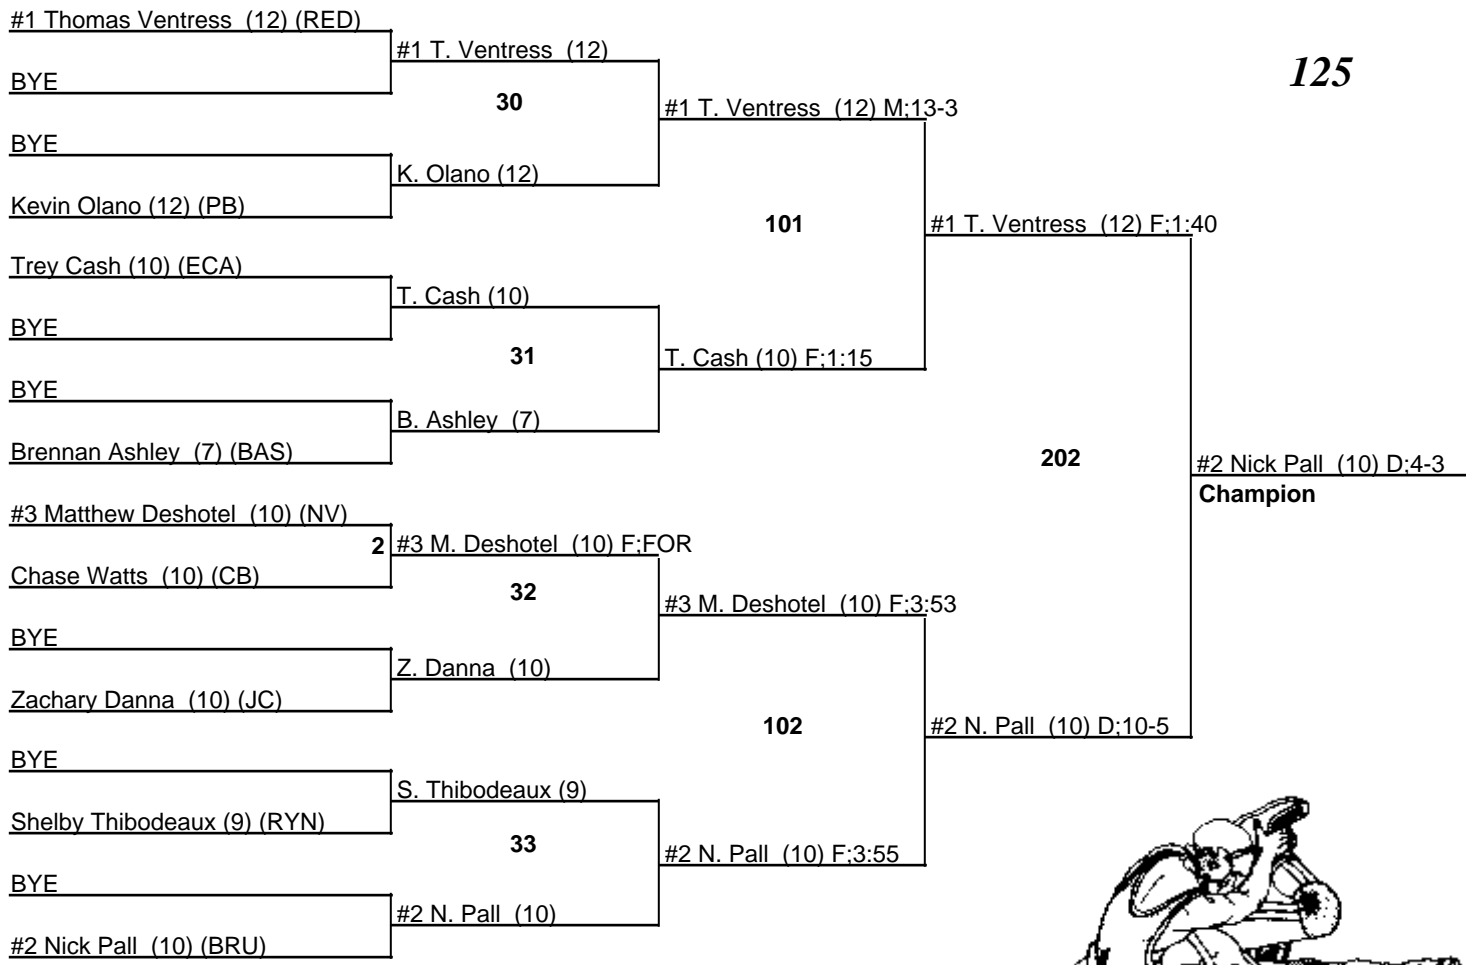 #1 Thomas Ventress (12) (RED)
BYE
BYE
Kevin Olano (12) (PB)
Trey Cash (10) (ECA)
BYE
BYE
Brennan Ashley (7) (BAS)
#3 Matthew Deshotel (10) (NV)
Chase Watts (10) (CB)
BYE
Zachary Danna (10) (JC)
BYE
Shelby Thibodeaux (9) (RYN)
BYE
#2 Nick Pall (10) (BRU)
#1 T. Ventress (12)
30
K. Olano (12)
T. Cash (10)
31
B. Ashley (7)
2 #3 M. Deshotel (10) F;FOR
32
Z. Danna (10)
S. Thibodeaux (9)
33
#2 N. Pall (10)
#1 T. Ventress (12) M;13-3
101
T. Cash (10) F;1:15
#3 M. Deshotel (10) F;3:53
102
#2 N. Pall (10) F;3:55
#1 T. Ventress (12) F;1:40
202
#2 N. Pall (10) D;10-5
125
#2 Nick Pall (10) D;4-3
Champion